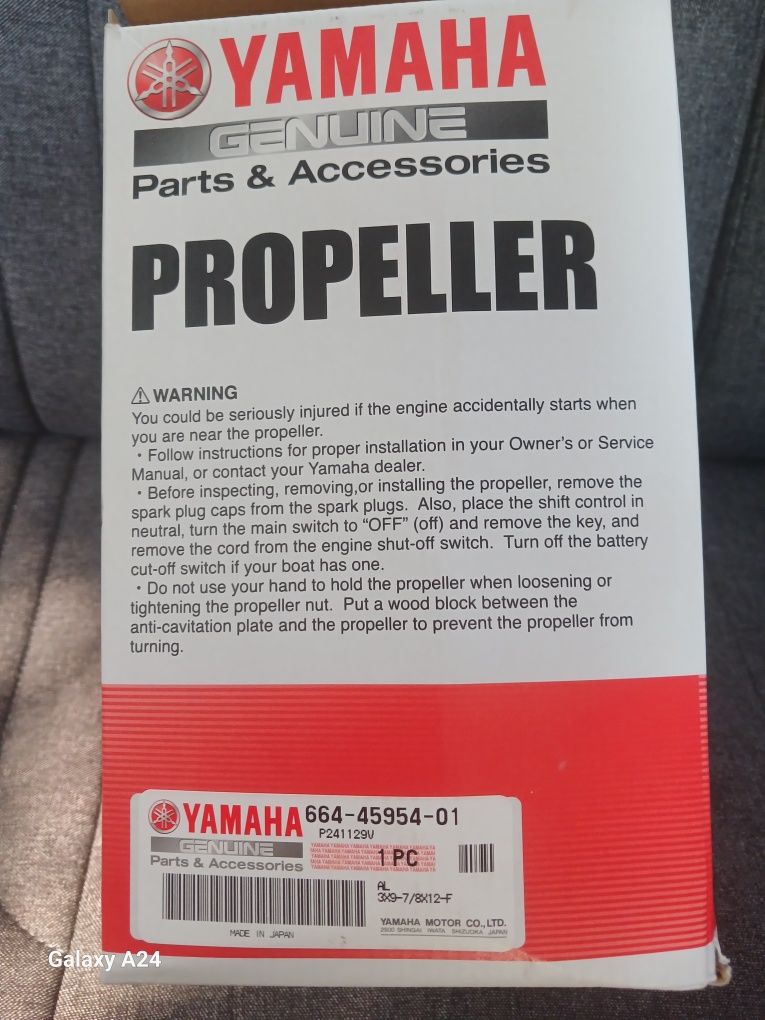 YAMAHA
GENUINE
Parts & Accessories
PROPELLER
⚠ WARNING
You could be seriously injured if the engine accidentally starts when
you are near the propeller.
・Follow instructions for proper installation in your Owner's or Service
Manual, or contact your Yamaha dealer.
・Before inspecting, removing,or installing the propeller, remove the
spark plug caps from the spark plugs. Also, place the shift control in
neutral, turn the main switch to “OFF” (off) and remove the key, and
remove the cord from the engine shut-off switch. Turn off the battery
cut-off switch if your boat has one.
・Do not use your hand to hold the propeller when loosening or
tightening the propeller nut. Put a wood block between the
anti-cavitation plate and the propeller to prevent the propeller from
turning.
YAMAHA 664-45954-01
P241129V
GENUINE
Parts & Accessories
1 PC
AL
3X9-7/8X12-F
YAMAHA MOTOR CO.,LTD.
2500 SHINGAI IWATA SHIZUOKA JAPAN
MADE IN JAPAN
Galaxy A24